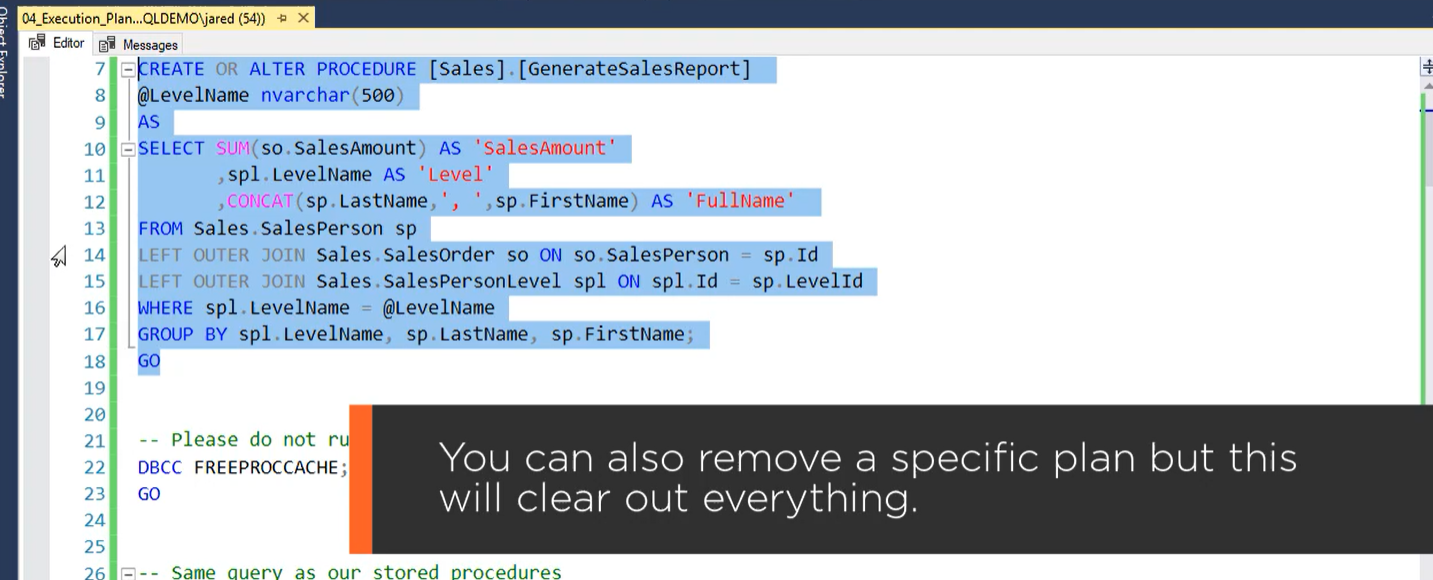 Object Explorer
04_Execution_Plan...QLDEMO\jared (54))
Editor
Messages
7 CREATE OR ALTER PROCEDURE [Sales].[GenerateSalesReport]
8 @LevelName nvarchar(500)
9 AS
10 SELECT SUM(so.SalesAmount) AS 'SalesAmount'
11 ,spl.LevelName AS 'Level'
12 ,CONCAT(sp.LastName,', ',sp.FirstName) AS 'FullName'
13 FROM Sales.SalesPerson sp
14 LEFT OUTER JOIN Sales.SalesOrder so ON so.SalesPerson = sp.Id
15 LEFT OUTER JOIN Sales.SalesPersonLevel spl ON spl.Id = sp.LevelId
16 WHERE spl.LevelName = @LevelName
17 GROUP BY spl.LevelName, sp.LastName, sp.FirstName;
18 GO
19
20
21 -- Please do not ru
22 DBCC FREEPROCCACHE;
23 GO
24
25
26 -- Same query as our stored procedures
You can also remove a specific plan but this
will clear out everything.